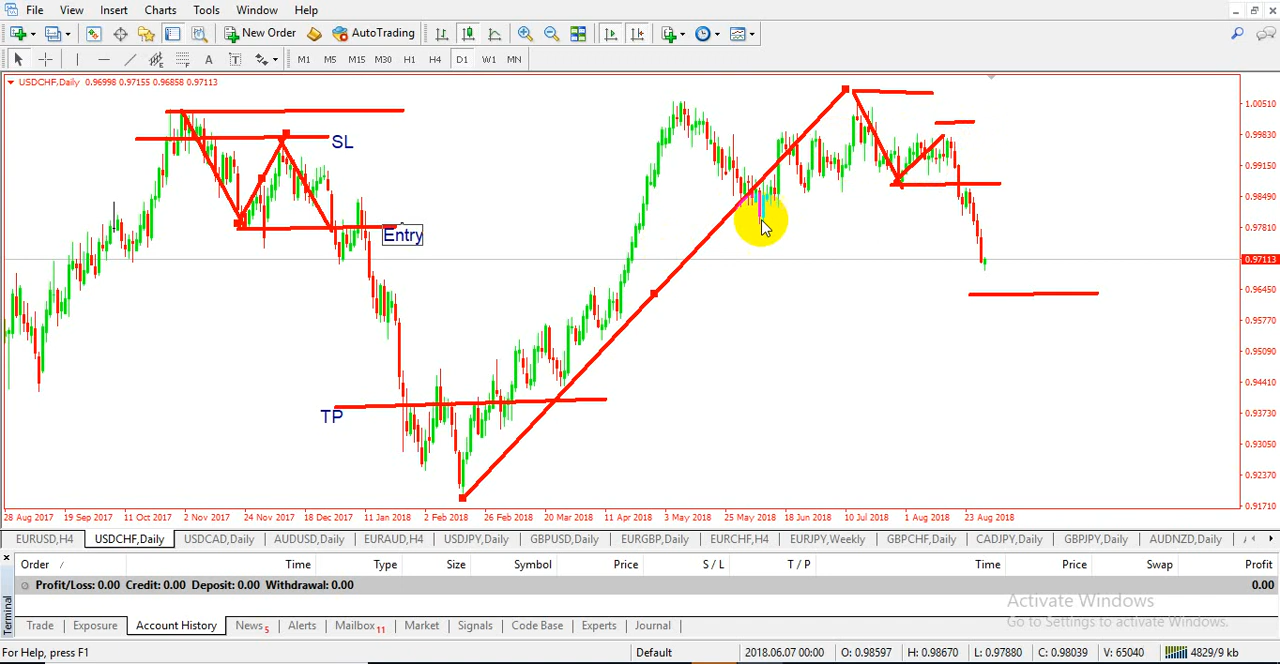 File View Insert Charts Tools Window Help
New Order AutoTrading
A T M1 M5 M15 M30 H1 H4 D1 W1 MN
USDCHF,Daily 0.96998 0.97155 0.96858 0.97113
1.00510
0.99830
SL
0.99150
0.98490
Entry
0.97810
0.97113
0.96450
0.95770
0.95090
0.94410
TP
0.93730
0.93050
0.92370
0.91710
28 Aug 2017 19 Sep 2017 11 Oct 2017 2 Nov 2017 24 Nov 2017 18 Dec 2017 11 Jan 2018 2 Feb 2018 26 Feb 2018 20 Mar 2018 11 Apr 2018 3 May 2018 25 May 2018 18 Jun 2018 10 Jul 2018 1 Aug 2018 23 Aug 2018
EURUSD,H4 USDCHF,Daily USDCAD,Daily AUDUSD,Daily EURAUD,H4 USDJPY,Daily GBPUSD,Daily EURGBP,Daily EURCHF,H4 EURJPY,Weekly GBPCHF,Daily CADJPY,Daily GBPJPY,Daily AUDNZD,Daily
Order / Time Type Size Symbol Price S / L T / P Time Price Swap Profit
Profit/Loss: 0.00 Credit: 0.00 Deposit: 0.00 Withdrawal: 0.00 0.00
Terminal
Activate Windows
Go to Settings to activate Windows.
Trade Exposure Account History News 5 Alerts Mailbox 11 Market Signals Code Base Experts Journal
For Help, press F1 Default 2018.06.07 00:00 O: 0.98597 H: 0.98670 L: 0.97880 C: 0.98039 V: 65040 4829/9 kb